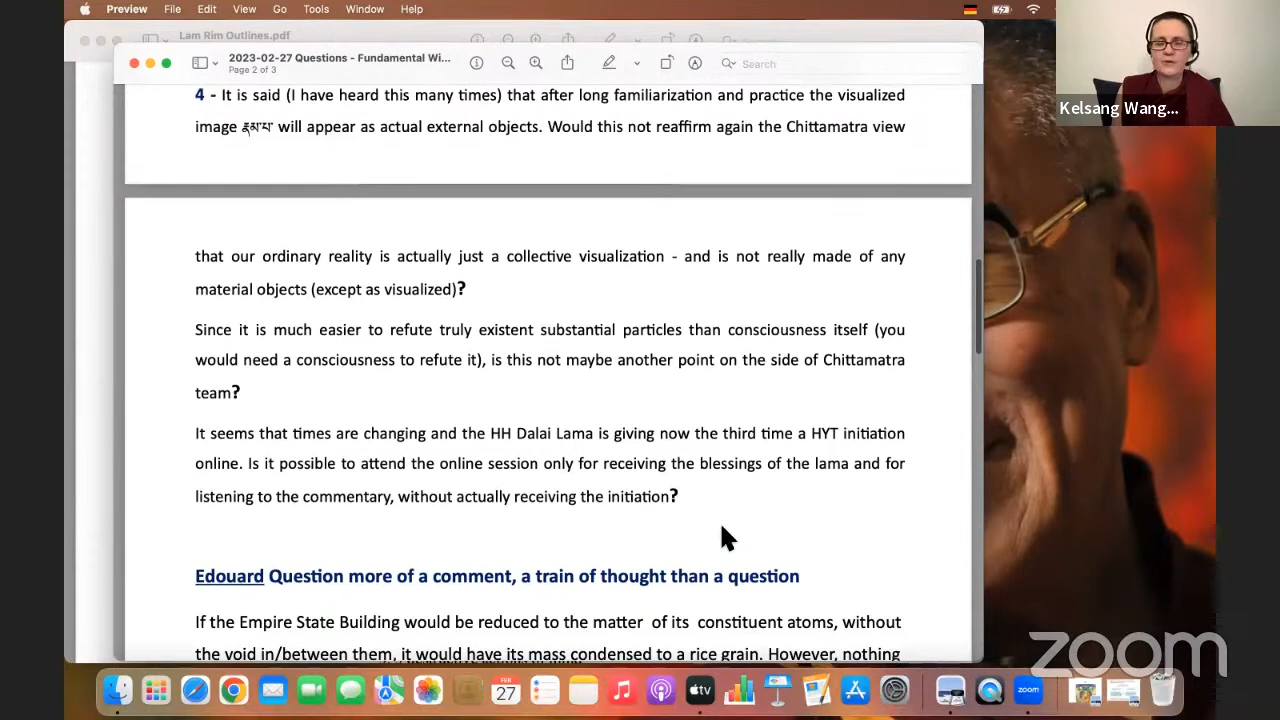 Preview File Edit View Go Tools Window Help
Lam Rim Outlines.pdf
2023-02-27 Questions - Fundamental Wi...
Page 2 of 3
Search
Kelsang Wang...
4 - It is said (I have heard this many times) that after long familiarization and practice the visualized
image རྣམ་པ་ will appear as actual external objects. Would this not reaffirm again the Chittamatra view
that our ordinary reality is actually just a collective visualization - and is not really made of any
material objects (except as visualized)?
Since it is much easier to refute truly existent substantial particles than consciousness itself (you
would need a consciousness to refute it), is this not maybe another point on the side of Chittamatra
team?
It seems that times are changing and the HH Dalai Lama is giving now the third time a HYT initiation
online. Is it possible to attend the online session only for receiving the blessings of the lama and for
listening to the commentary, without actually receiving the initiation?
Edouard Question more of a comment, a train of thought than a question
If the Empire State Building would be reduced to the matter of its constituent atoms, without
the void in/between them, it would have its mass condensed to a rice grain. However, nothing
zoom
FEB
27
tv
zoom